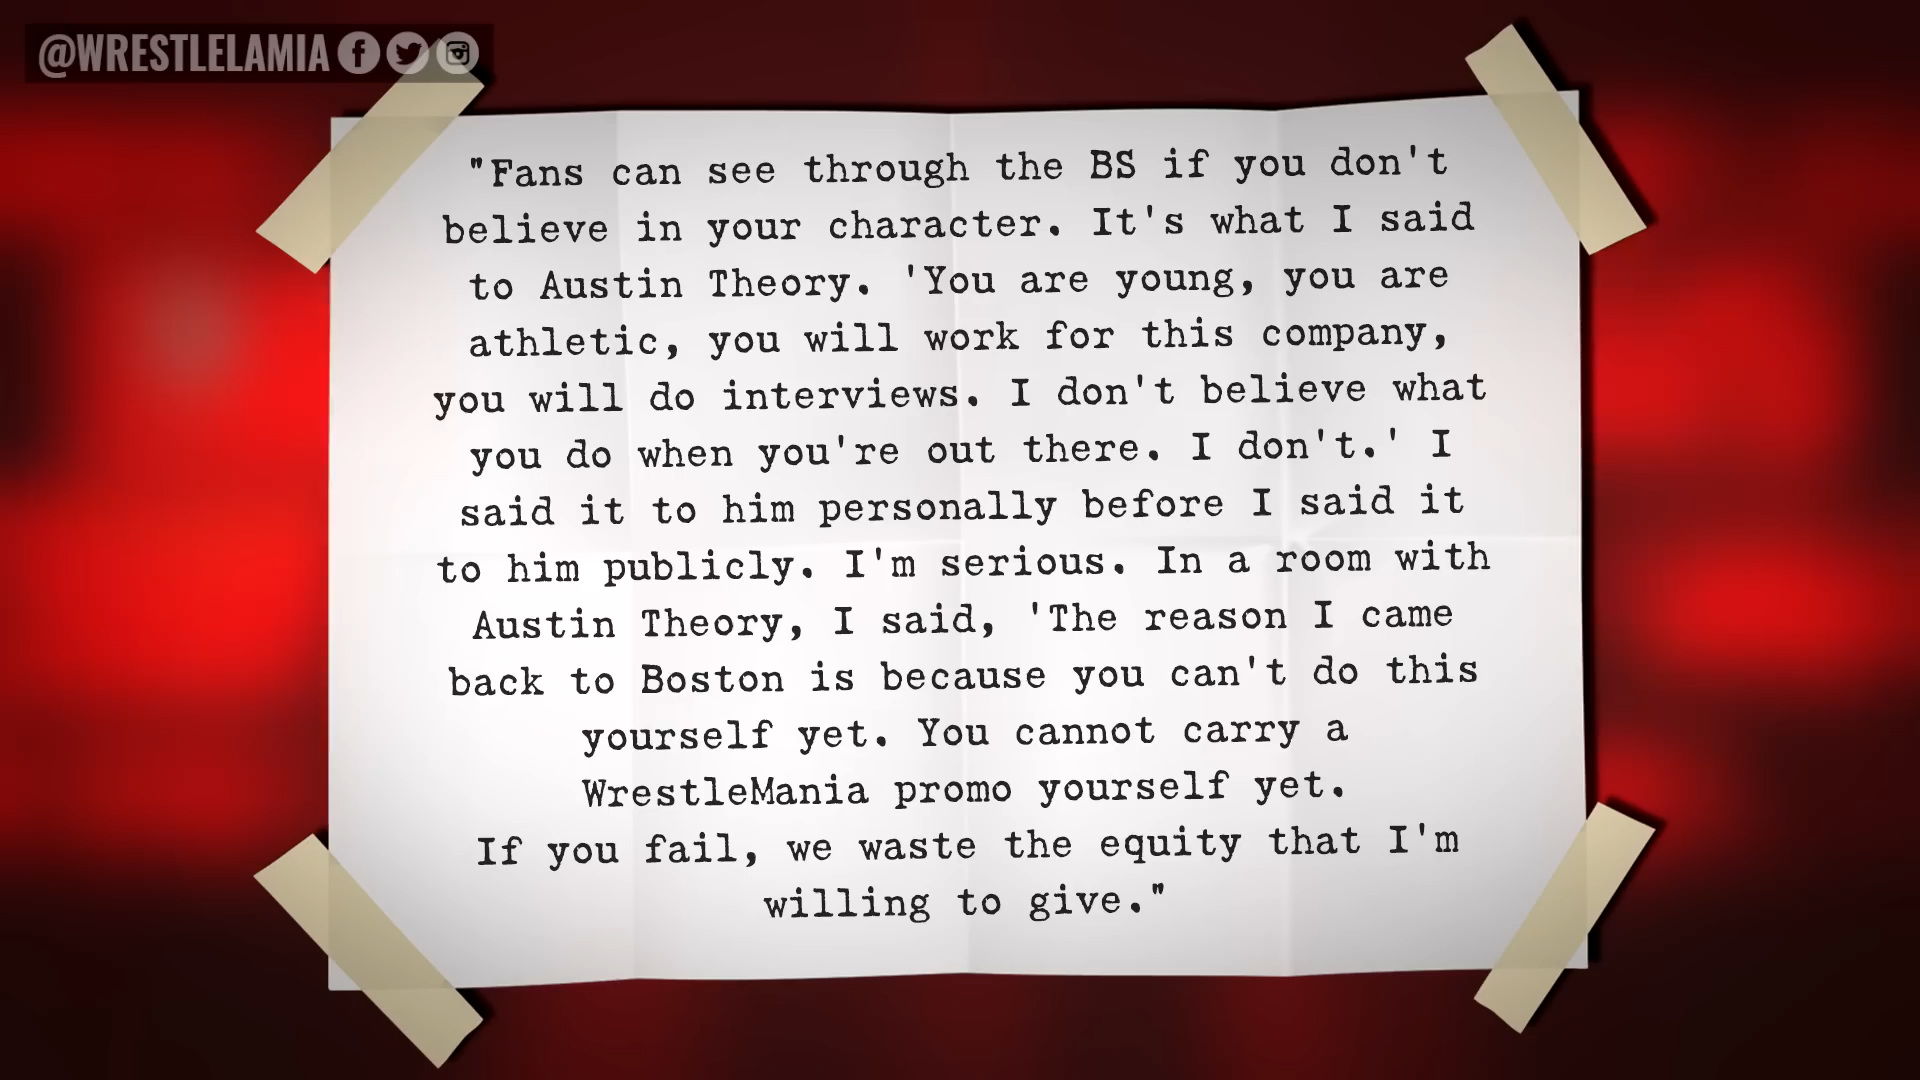 @WRESTLELAMIA
"Fans can see through the BS if you don't
believe in your character. It's what I said
to Austin Theory. 'You are young, you are
athletic, you will work for this company,
you will do interviews. I don't believe what
you do when you're out there. I don't.' I
said it to him personally before I said it
to him publicly. I'm serious. In a room with
Austin Theory, I said, 'The reason I came
back to Boston is because you can't do this
yourself yet. You cannot carry a
WrestleMania promo yourself yet.
If you fail, we waste the equity that I'm
willing to give."